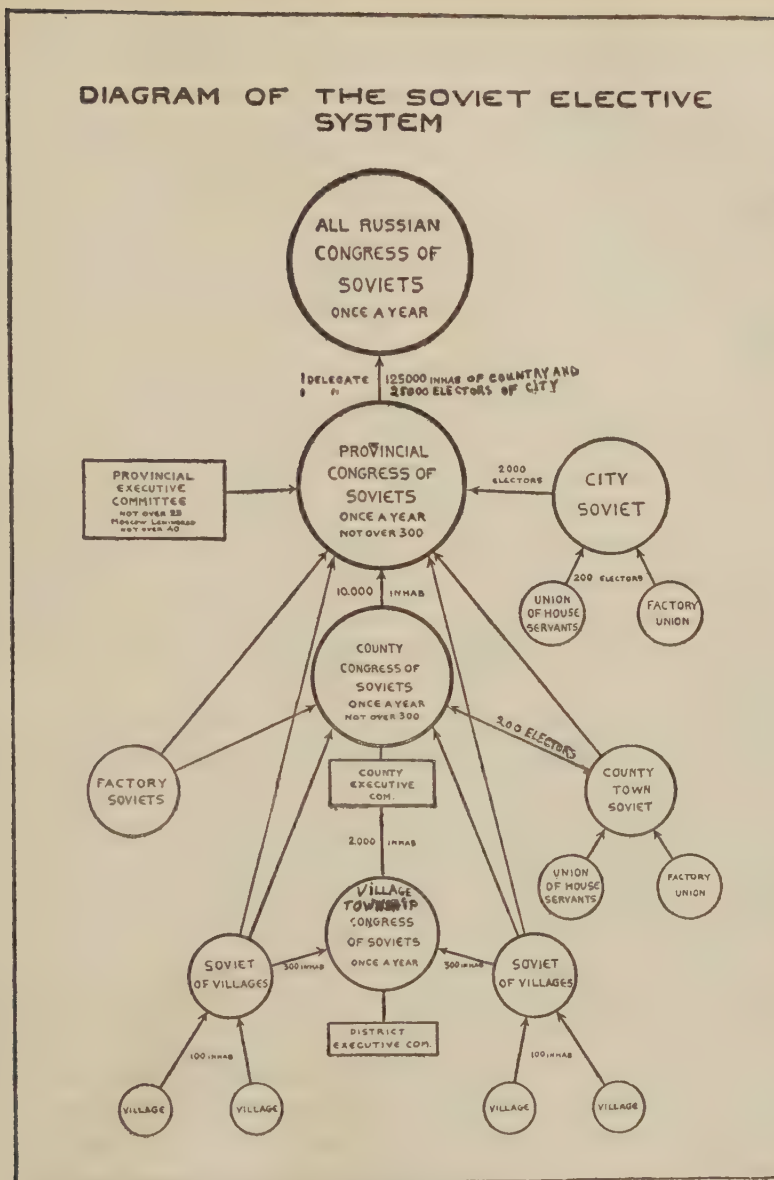 DIAGRAM OF THE SOVIET ELECTIVE
SYSTEM
ALL RUSSIAN
CONGRESS OF
SOVIETS
ONCE A YEAR
1 DELEGATE 125000 INHAB OF COUNTRY AND
1 " 25000 ELECTORS OF CITY
PROVINCIAL
CONGRESS OF
SOVIETS
ONCE A YEAR
NOT OVER 300
PROVINCIAL
EXECUTIVE
COMMITTEE
NOT OVER 25
MOSCOW LENINGRAD
NOT OVER 40
2000
ELECTORS
CITY
SOVIET
200 ELECTORS
UNION
OF HOUSE
SERVANTS
FACTORY
UNION
10.000 INHAB
COUNTY
CONGRESS OF
SOVIETS
ONCE A YEAR
NOT OVER 300
200 ELECTORS
FACTORY
SOVIETS
COUNTY
EXECUTIVE
COM.
COUNTY
TOWN
SOVIET
2.000 INHAB
UNION
OF HOUSE
SERVANTS
FACTORY
UNION
VILLAGE
TOWNSHIP
CONGRESS
OF SOVIETS
ONCE A YEAR
SOVIET
OF VILLAGES
300 INHAB
300 INHAB
SOVIET
OF VILLAGES
DISTRICT
EXECUTIVE COM.
100 INHAB
100 INHAB
VILLAGE
VILLAGE
VILLAGE
VILLAGE